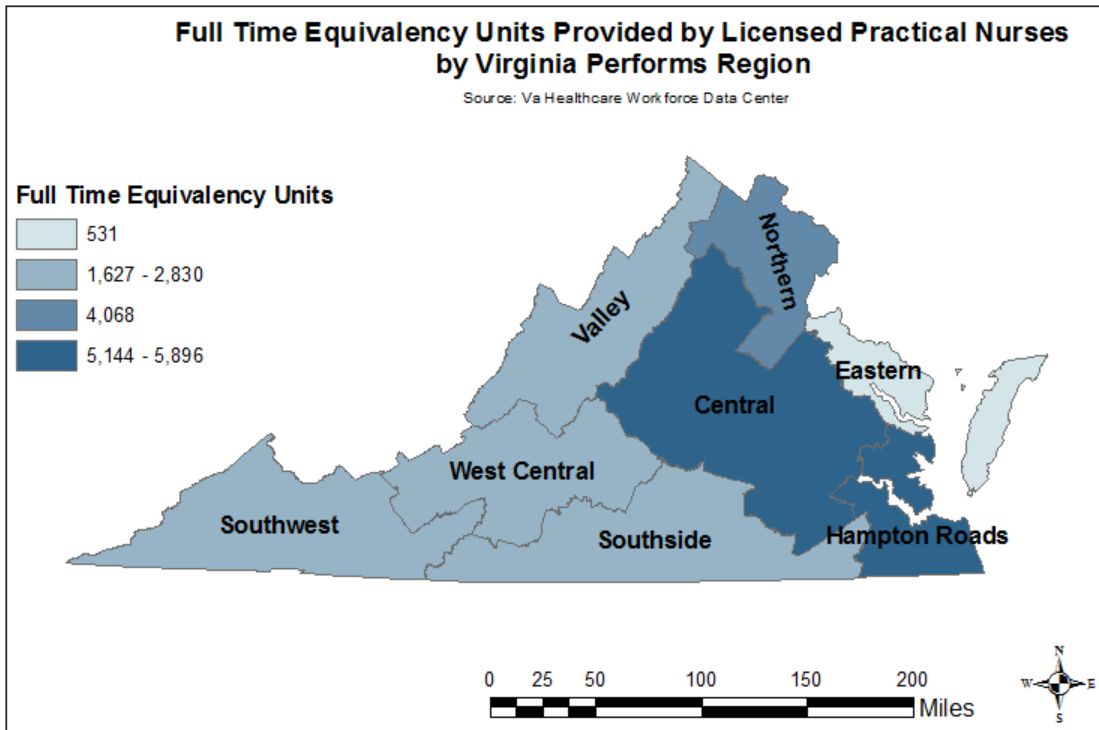 Full Time Equivalency Units Provided by Licensed Practical Nurses
by Virginia Performs Region
Source: Va Healthcare Workforce Data Center
Full Time Equivalency Units
531
1,627 - 2,830
4,068
5,144 - 5,896
Northern
Valley
Eastern
Central
West Central
Southwest
Southside
Hampton Roads
0 25 50 100 150 200
Miles
N
W E
S